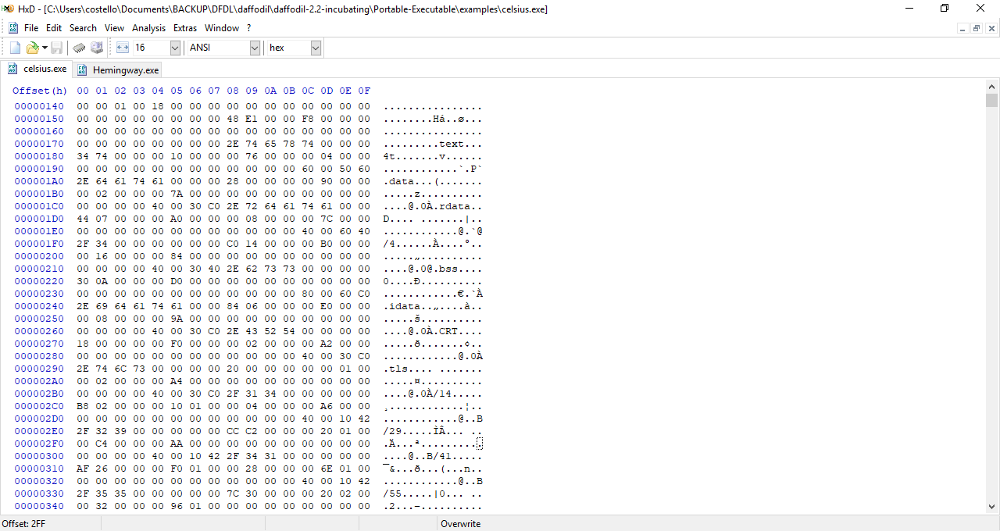 HxD - [C:\Users\costello\Documents\BACKUP\DFDL\daffodil\daffodil-2.2-incubating\Portable-Executable\examples\celsius.exe]
File Edit Search View Analysis Extras Window ?
16 ANSI hex
celsius.exe Hemingway.exe
Offset(h) 00 01 02 03 04 05 06 07 08 09 0A 0B 0C 0D 0E 0F
00000140 00 00 01 00 18 00 00 00 00 00 00 00 00 00 00 00 ................
00000150 00 00 00 00 00 00 00 00 48 E1 00 00 F8 00 00 00 ........Há..ø...
00000160 00 00 00 00 00 00 00 00 00 00 00 00 00 00 00 00 ................
00000170 00 00 00 00 00 00 00 00 2E 74 65 78 74 00 00 00 .........text...
00000180 34 74 00 00 00 10 00 00 00 76 00 00 00 04 00 00 4t.......v......
00000190 00 00 00 00 00 00 00 00 00 00 00 00 60 00 50 60 ............`.P`
000001A0 2E 64 61 74 61 00 00 00 28 00 00 00 00 90 00 00 .data...(.......
000001B0 00 02 00 00 00 7A 00 00 00 00 00 00 00 00 00 00 .....z..........
000001C0 00 00 00 00 40 00 30 C0 2E 72 64 61 74 61 00 00 ....@.0À.rdata..
000001D0 44 07 00 00 00 A0 00 00 00 08 00 00 00 7C 00 00 D.... .......|..
000001E0 00 00 00 00 00 00 00 00 00 00 00 00 40 00 60 40 ............@.`@
000001F0 2F 34 00 00 00 00 00 00 C0 14 00 00 00 B0 00 00 /4......À....°..
00000200 00 16 00 00 00 84 00 00 00 00 00 00 00 00 00 00 .....„..........
00000210 00 00 00 00 40 00 30 40 2E 62 73 73 00 00 00 00 ....@.0@.bss....
00000220 30 0A 00 00 00 D0 00 00 00 00 00 00 00 00 00 00 0....Ð..........
00000230 00 00 00 00 00 00 00 00 00 00 00 00 80 00 60 C0 ............€.`À
00000240 2E 69 64 61 74 61 00 00 84 06 00 00 00 E0 00 00 .idata..„....à..
00000250 00 08 00 00 00 9A 00 00 00 00 00 00 00 00 00 00 .....š..........
00000260 00 00 00 00 40 00 30 C0 2E 43 52 54 00 00 00 00 ....@.0À.CRT....
00000270 18 00 00 00 00 F0 00 00 00 02 00 00 00 A2 00 00 .....ð.......¢..
00000280 00 00 00 00 00 00 00 00 00 00 00 00 40 00 30 C0 ............@.0À
00000290 2E 74 6C 73 00 00 00 00 20 00 00 00 00 00 01 00 .tls.... .......
000002A0 00 02 00 00 00 A4 00 00 00 00 00 00 00 00 00 00 .....¤..........
000002B0 00 00 00 00 40 00 30 C0 2F 31 34 00 00 00 00 00 ....@.0À/14.....
000002C0 B8 02 00 00 00 10 01 00 00 04 00 00 00 A6 00 00 ¸............¦..
000002D0 00 00 00 00 00 00 00 00 00 00 00 00 40 00 10 42 ............@..B
000002E0 2F 32 39 00 00 00 00 00 CC C2 00 00 00 20 01 00 /29.....ÌÂ... ..
000002F0 00 C4 00 00 00 AA 00 00 00 00 00 00 00 00 00 00 .Ä...ª..........
00000300 00 00 00 00 40 00 10 42 2F 34 31 00 00 00 00 00 ....@..B/41.....
00000310 AF 26 00 00 00 F0 01 00 00 28 00 00 00 6E 01 00 ¯&...ð...(...n..
00000320 00 00 00 00 00 00 00 00 00 00 00 00 40 00 10 42 ............@..B
00000330 2F 35 35 00 00 00 00 00 7C 30 00 00 00 20 02 00 /55.....|0... ..
00000340 00 32 00 00 00 96 01 00 00 00 00 00 00 00 00 00 .2...–..........
Offset: 2FF Overwrite